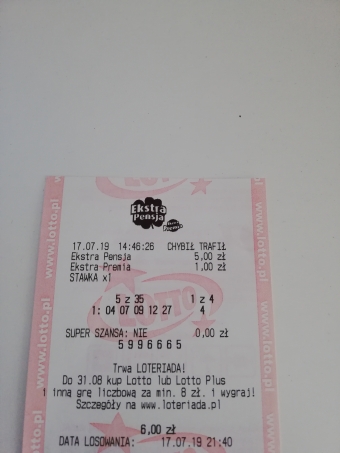 Ekstra
Pensja
17.07.19 14:46:26 CHYBIŁ TRAFIŁ
Ekstra Pensja 5,00 zł
Ekstra Premia 1,00 zł
STAWKA x1
5 z 35 1 z 4
1: 04 07 09 12 27 4
SUPER SZANSA: NIE 0,00 zł
5996665
Trwa LOTERIADA!
Do 31.08 kup Lotto lub Lotto Plus
i inną grę liczbową za min. 8 zł. i wygraj!
Szczegóły na www.loteriada.pl
6,00 zł
DATA LOSOWANIA: 17.07.19 21:40
www.lotto.pl
www.lotto.pl
LOTTO